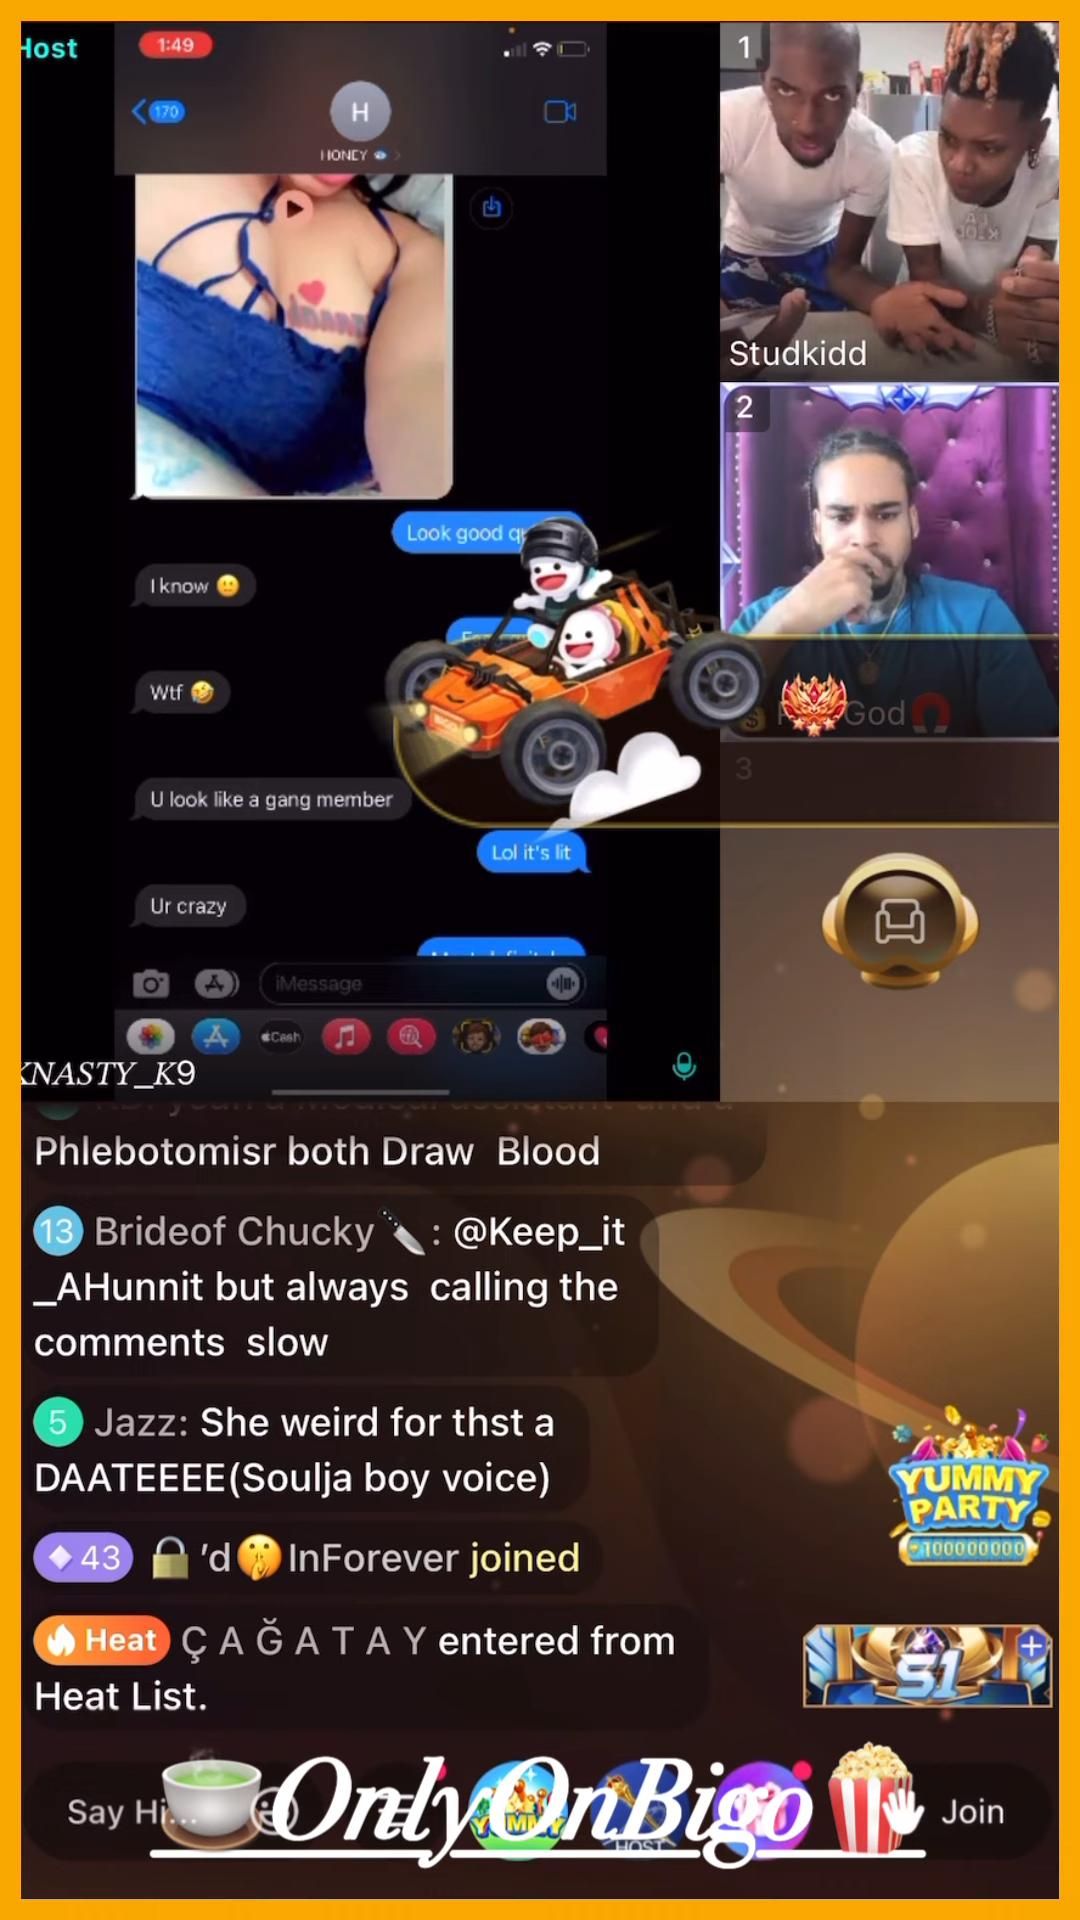 Host
1:49
170
H
HONEY
1
Studkidd
2
Look good
I know 🙂
Wtf 🤣
God🧲
3
U look like a gang member
Lol it's lit
Ur crazy
iMessage
Cash
NASTY_K9
Phlebotomisr both Draw Blood
13 Brideof Chucky🔪: @Keep_it
_AHunnit but always calling the
comments slow
5 Jazz: She weird for thst a
DAATEEEE(Soulja boy voice)
43 🔒 'd🤫InForever joined
YUMMY
PARTY
100000000
Heat Ç A Ğ A T A Y entered from
Heat List.
S1
Say Hi...
🍵OnlyOnBigo🍿
YUMMY
HOST
Join